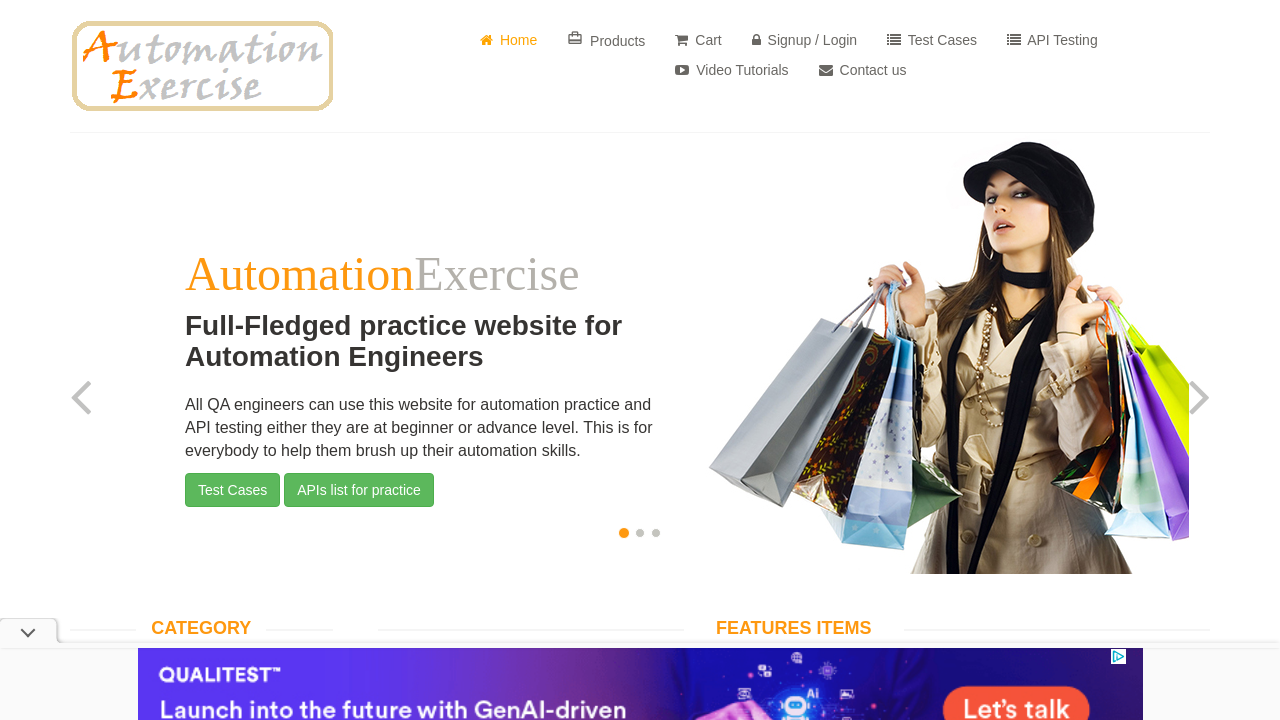 Automation
Exercise
Home
Products
Cart
Signup / Login
Test Cases
API Testing
Video Tutorials
Contact us
AutomationExercise
Full-Fledged practice website for
Automation Engineers
All QA engineers can use this website for automation practice and
API testing either they are at beginner or advance level. This is for
everybody to help them brush up their automation skills.
Test Cases
APIs list for practice
CATEGORY
FEATURES ITEMS
QUALITEST™
Launch into the future with GenAI-driven
Ai
Let's talk